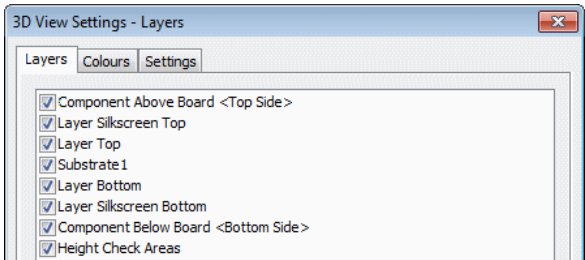 3D View Settings - Layers
Layers Colours Settings
Component Above Board <Top Side>
Layer Silkscreen Top
Layer Top
Substrate1
Layer Bottom
Layer Silkscreen Bottom
Component Below Board <Bottom Side>
Height Check Areas